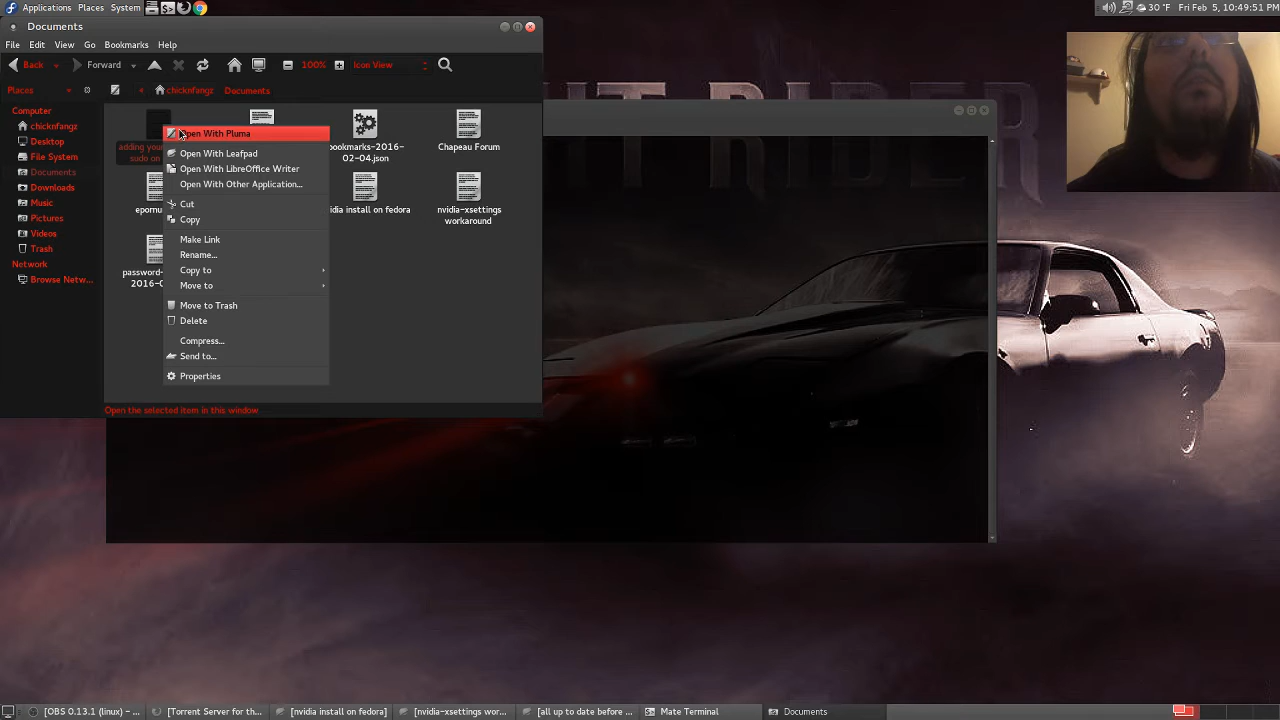 Applications Places System
30 °F Fri Feb 5, 10:49:51 PM
Documents
File Edit View Go Bookmarks Help
Back Forward 100% Icon View
Places chicknfangz Documents
Computer
chicknfangz
Desktop
File System
Documents
Downloads
Music
Pictures
Videos
Trash
Network
Browse Netw...
sudo on
bookmarks-2016-
02-04.json
Chapeau Forum
install on fedora
nvidia-xsettings
workaround
Open With Pluma
Open With Leafpad
Open With LibreOffice Writer
Open With Other Application...
Cut
Copy
Make Link
Rename...
Copy to
Move to
Move to Trash
Delete
Compress...
Send to...
Properties
Open the selected item in this window
RIDER
[OBS 0.13.1 (linux) – ... [Torrent Server for th... [nvidia install on fedora] [nvidia-xsettings wor... [all up to date before ... Mate Terminal Documents